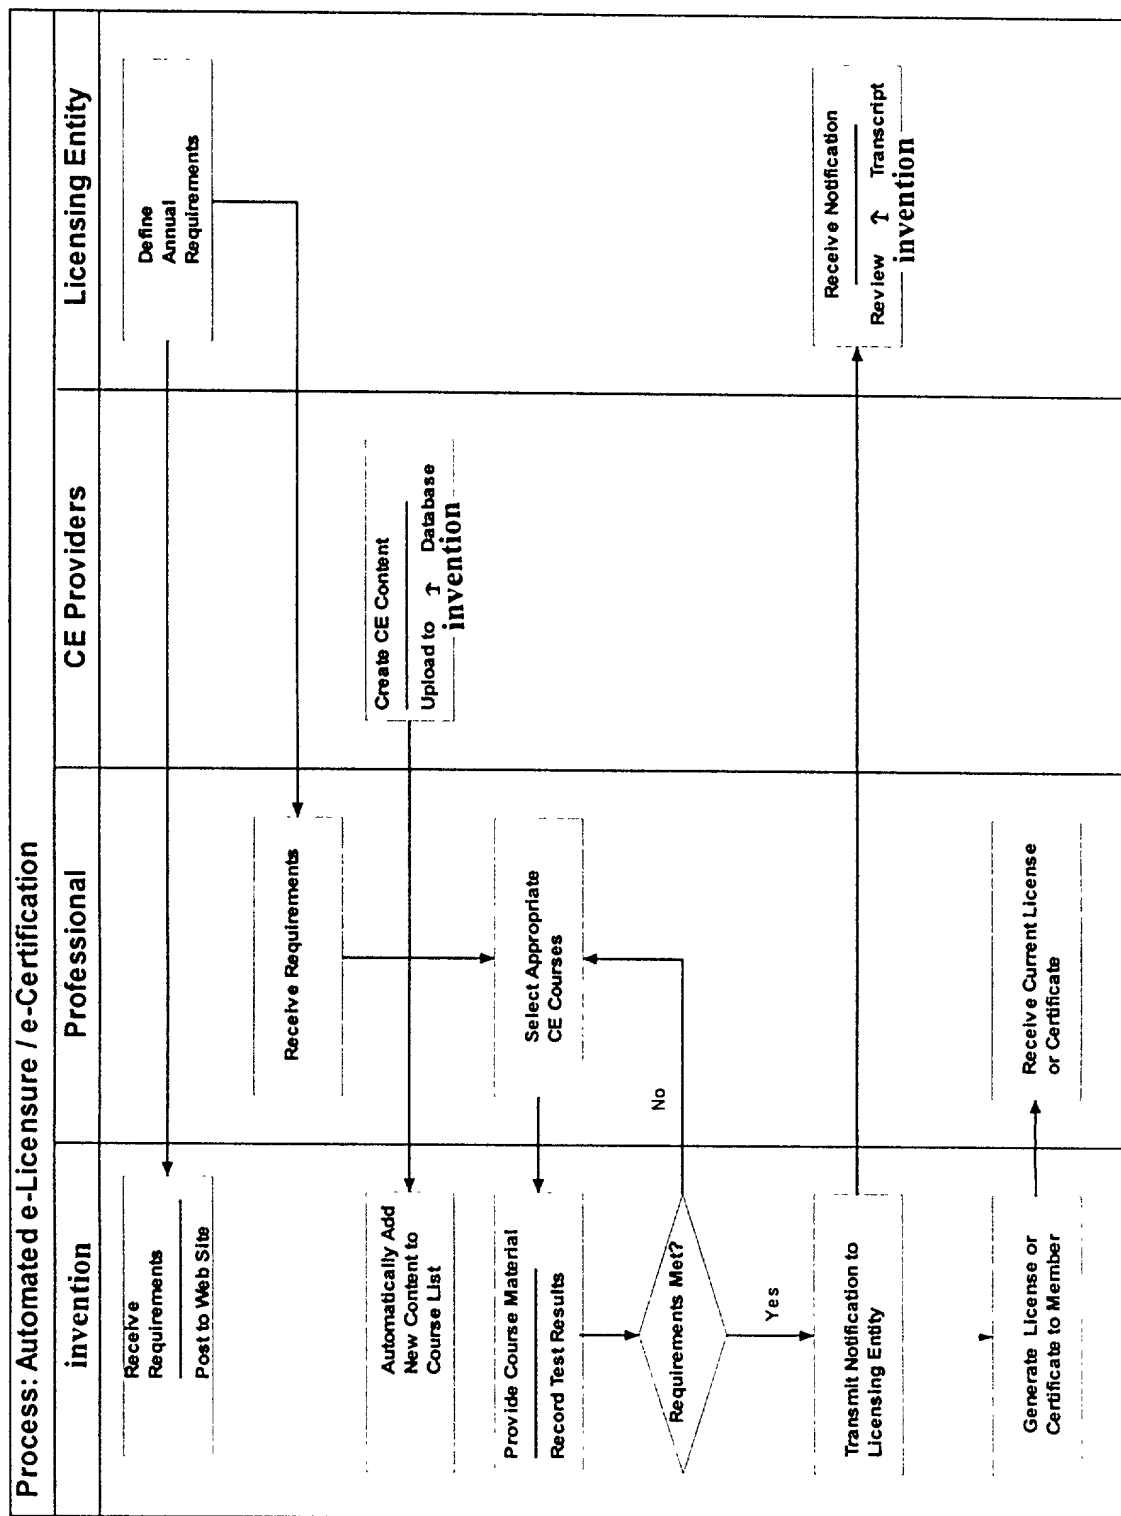 Process: Automated e-Licensure / e-Certification
invention
Professional
CE Providers
Licensing Entity
Receive
Requirements
Post to Web Site
Define
Annual
Requirements
Receive Requirements
Automatically Add
New Content to
Course List
Create CE Content
Upload to ↑ Database
invention
Provide Course Material
Record Test Results
Select Appropriate
CE Courses
Requirements Met?
No
Yes
Transmit Notification to
Licensing Entity
Receive Notification
Review ↑ Transcript
invention
Generate License or
Certificate to Member
Receive Current License
or Certificate